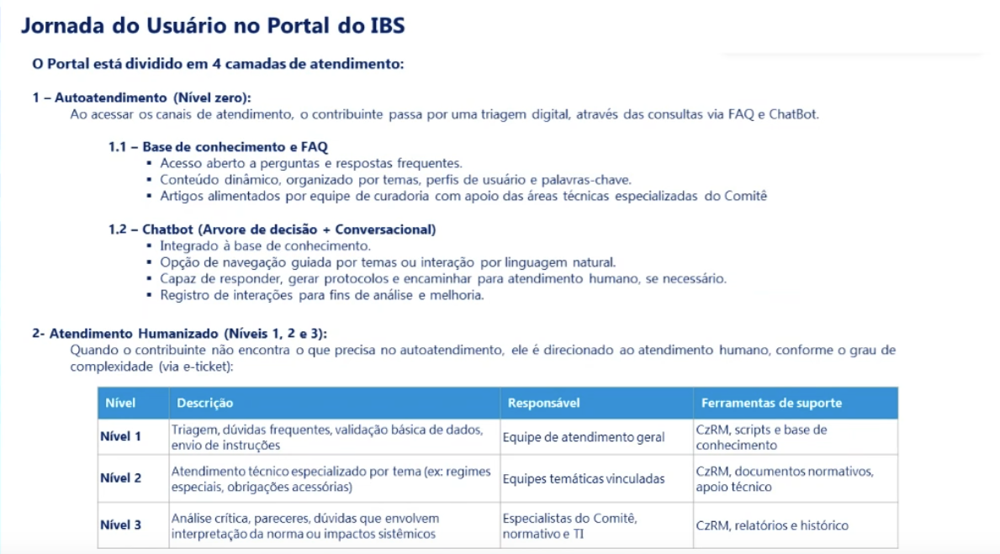 Jornada do Usuário no Portal do IBS
O Portal está dividido em 4 camadas de atendimento:
1 – Autoatendimento (Nível zero):
Ao acessar os canais de atendimento, o contribuinte passa por uma triagem digital, através das consultas via FAQ e ChatBot.
1.1 – Base de conhecimento e FAQ
▪ Acesso aberto a perguntas e respostas frequentes.
▪ Conteúdo dinâmico, organizado por temas, perfis de usuário e palavras-chave.
▪ Artigos alimentados por equipe de curadoria com apoio das áreas técnicas especializadas do Comitê
1.2 – Chatbot (Arvore de decisão + Conversacional)
▪ Integrado à base de conhecimento.
▪ Opção de navegação guiada por temas ou interação por linguagem natural.
▪ Capaz de responder, gerar protocolos e encaminhar para atendimento humano, se necessário.
▪ Registro de interações para fins de análise e melhoria.
2- Atendimento Humanizado (Níveis 1, 2 e 3):
Quando o contribuinte não encontra o que precisa no autoatendimento, ele é direcionado ao atendimento humano, conforme o grau de
complexidade (via e-ticket):
Nível Descrição Responsável Ferramentas de suporte
Nível 1
Triagem, dúvidas frequentes, validação básica de dados,
envio de instruções
Equipe de atendimento geral
CzRM, scripts e base de
conhecimento
Nível 2
Atendimento técnico especializado por tema (ex: regimes
especiais, obrigações acessórias)
Equipes temáticas vinculadas
CzRM, documentos normativos,
apoio técnico
Nível 3
Análise crítica, pareceres, dúvidas que envolvem
interpretação da norma ou impactos sistêmicos
Especialistas do Comitê,
normativo e TI
CzRM, relatórios e histórico